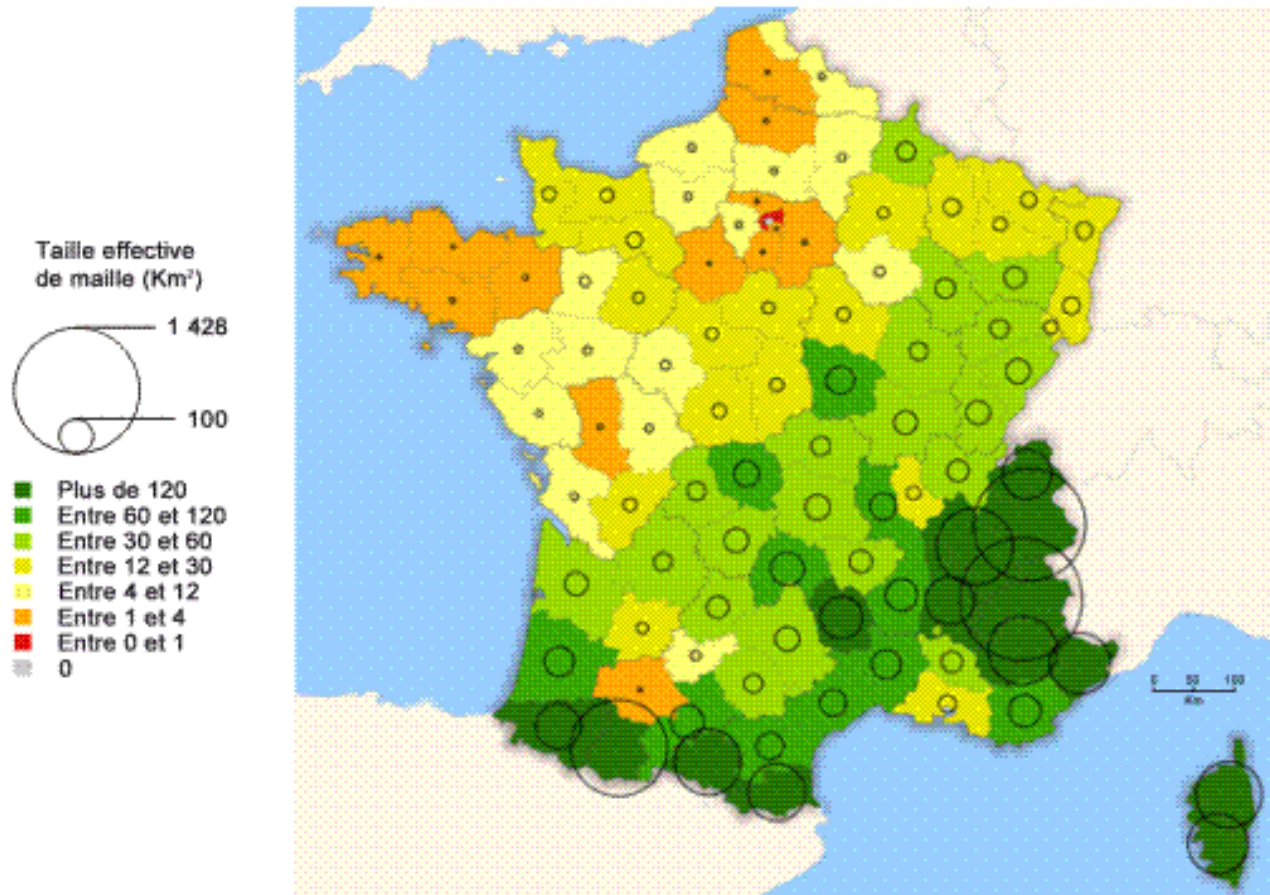 Taille effective
de maille (Km²)
1 428
100
Plus de 120
Entre 60 et 120
Entre 30 et 60
Entre 12 et 30
Entre 4 et 12
Entre 1 et 4
Entre 0 et 1
0
0 50 100
Km